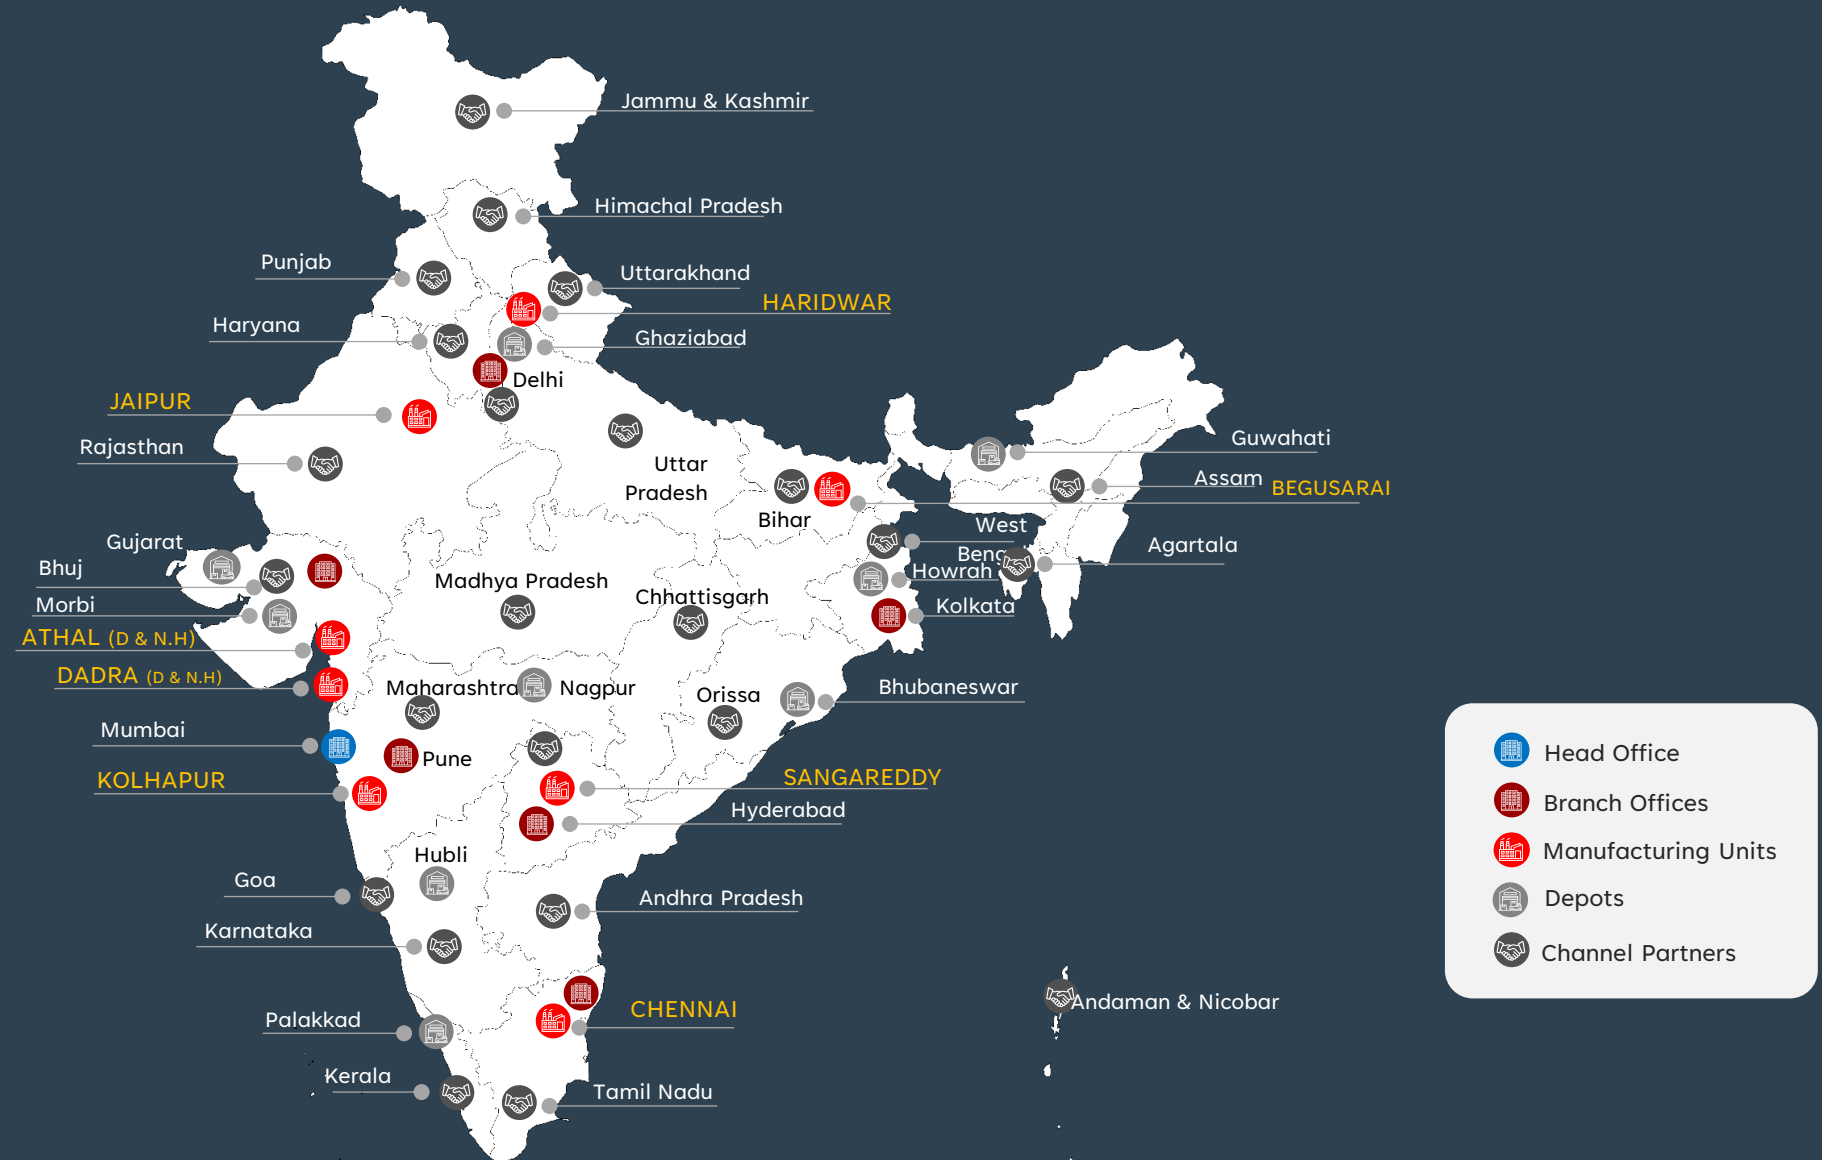 Jammu & Kashmir
Himachal Pradesh
Punjab
Uttarakhand
HARIDWAR
Haryana
Ghaziabad
Delhi
JAIPUR
Rajasthan
Uttar
Pradesh
Guwahati
Assam
BEGUSARAI
Bihar
West
Beng
Howrah
Agartala
Kolkata
Gujarat
Bhuj
Morbi
ATHAL (D & N.H)
DADRA (D & N.H)
Madhya Pradesh
Chhattisgarh
Maharashtra
Nagpur
Orissa
Bhubaneswar
Mumbai
Pune
KOLHAPUR
SANGAREDDY
Hyderabad
Hubli
Goa
Andhra Pradesh
Karnataka
CHENNAI
Palakkad
Kerala
Tamil Nadu
Andaman & Nicobar
Head Office
Branch Offices
Manufacturing Units
Depots
Channel Partners